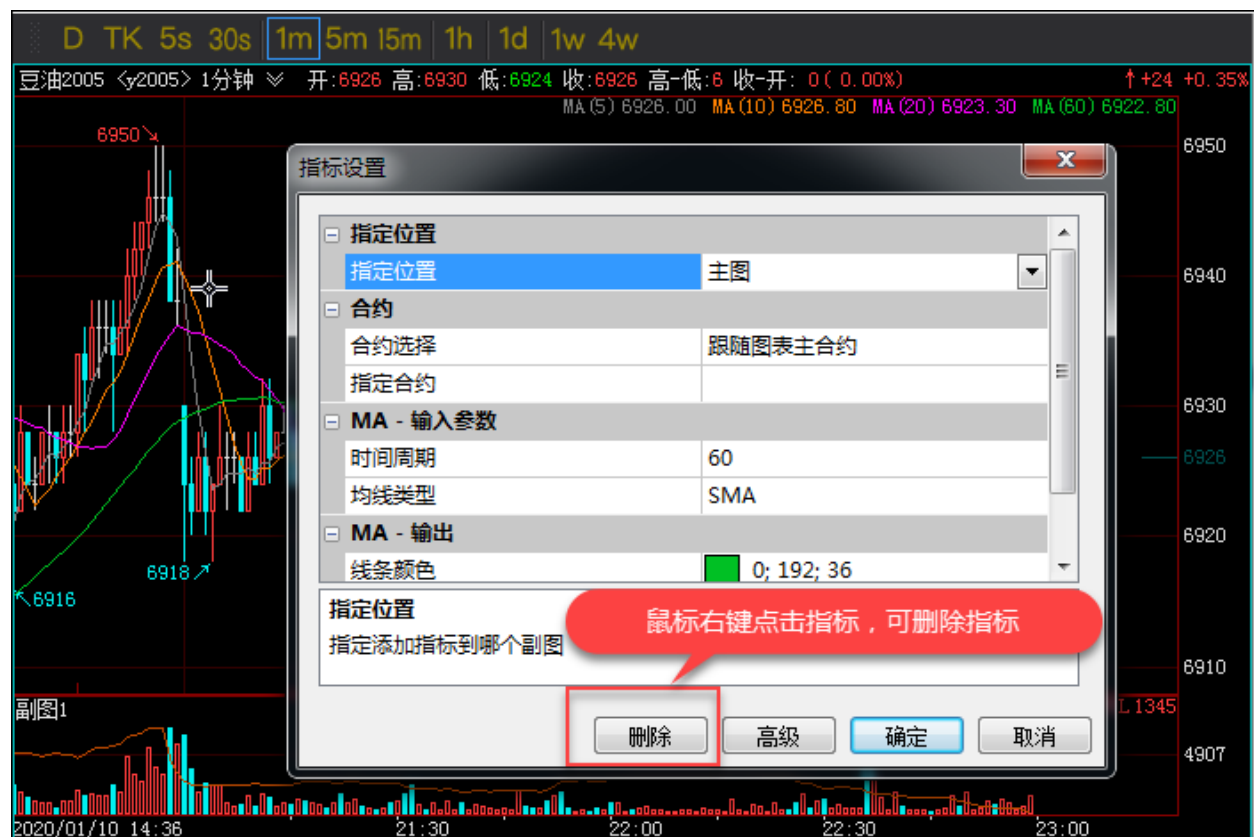 D TK 5s 30s 1m 5m 15m 1h 1d 1w 4w
豆油2005 <y2005> 1分钟 开:6926 高:6930 低:6924 收:6926 高-低:6 收-开: 0( 0.00%) ↑+24 +0.35%
MA(5) 6926.00 MA(10) 6926.80 MA(20) 6923.30 MA(60) 6922.80
6950
6950
指标设置
指定位置
指定位置 主图
6940
合约
合约选择 跟随图表主合约
指定合约
6930
MA - 输入参数
时间周期 60
6926
均线类型 SMA
MA - 输出
6920
线条颜色 0; 192; 36
6918
6916
指定位置
鼠标右键点击指标，可删除指标
指定添加指标到哪个副图
6910
副图1
L 1345
删除 高级 确定 取消
4907
2020/01/10 14:36 21:30 22:00 22:30 23:00